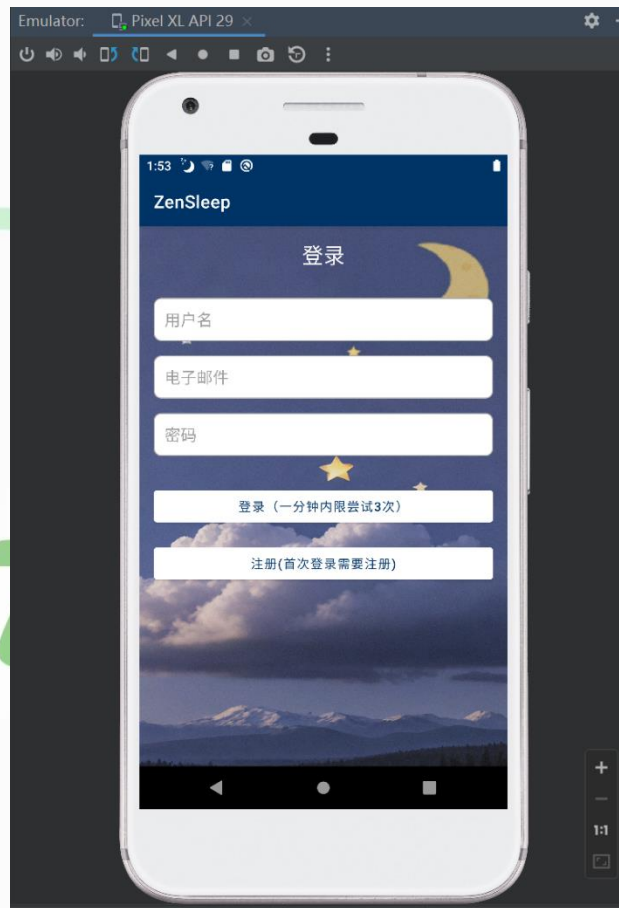 Emulator: Pixel XL API 29
1:53
ZenSleep
登录
用户名
电子邮件
密码
登录（一分钟内限尝试3次）
注册(首次登录需要注册)
1:1